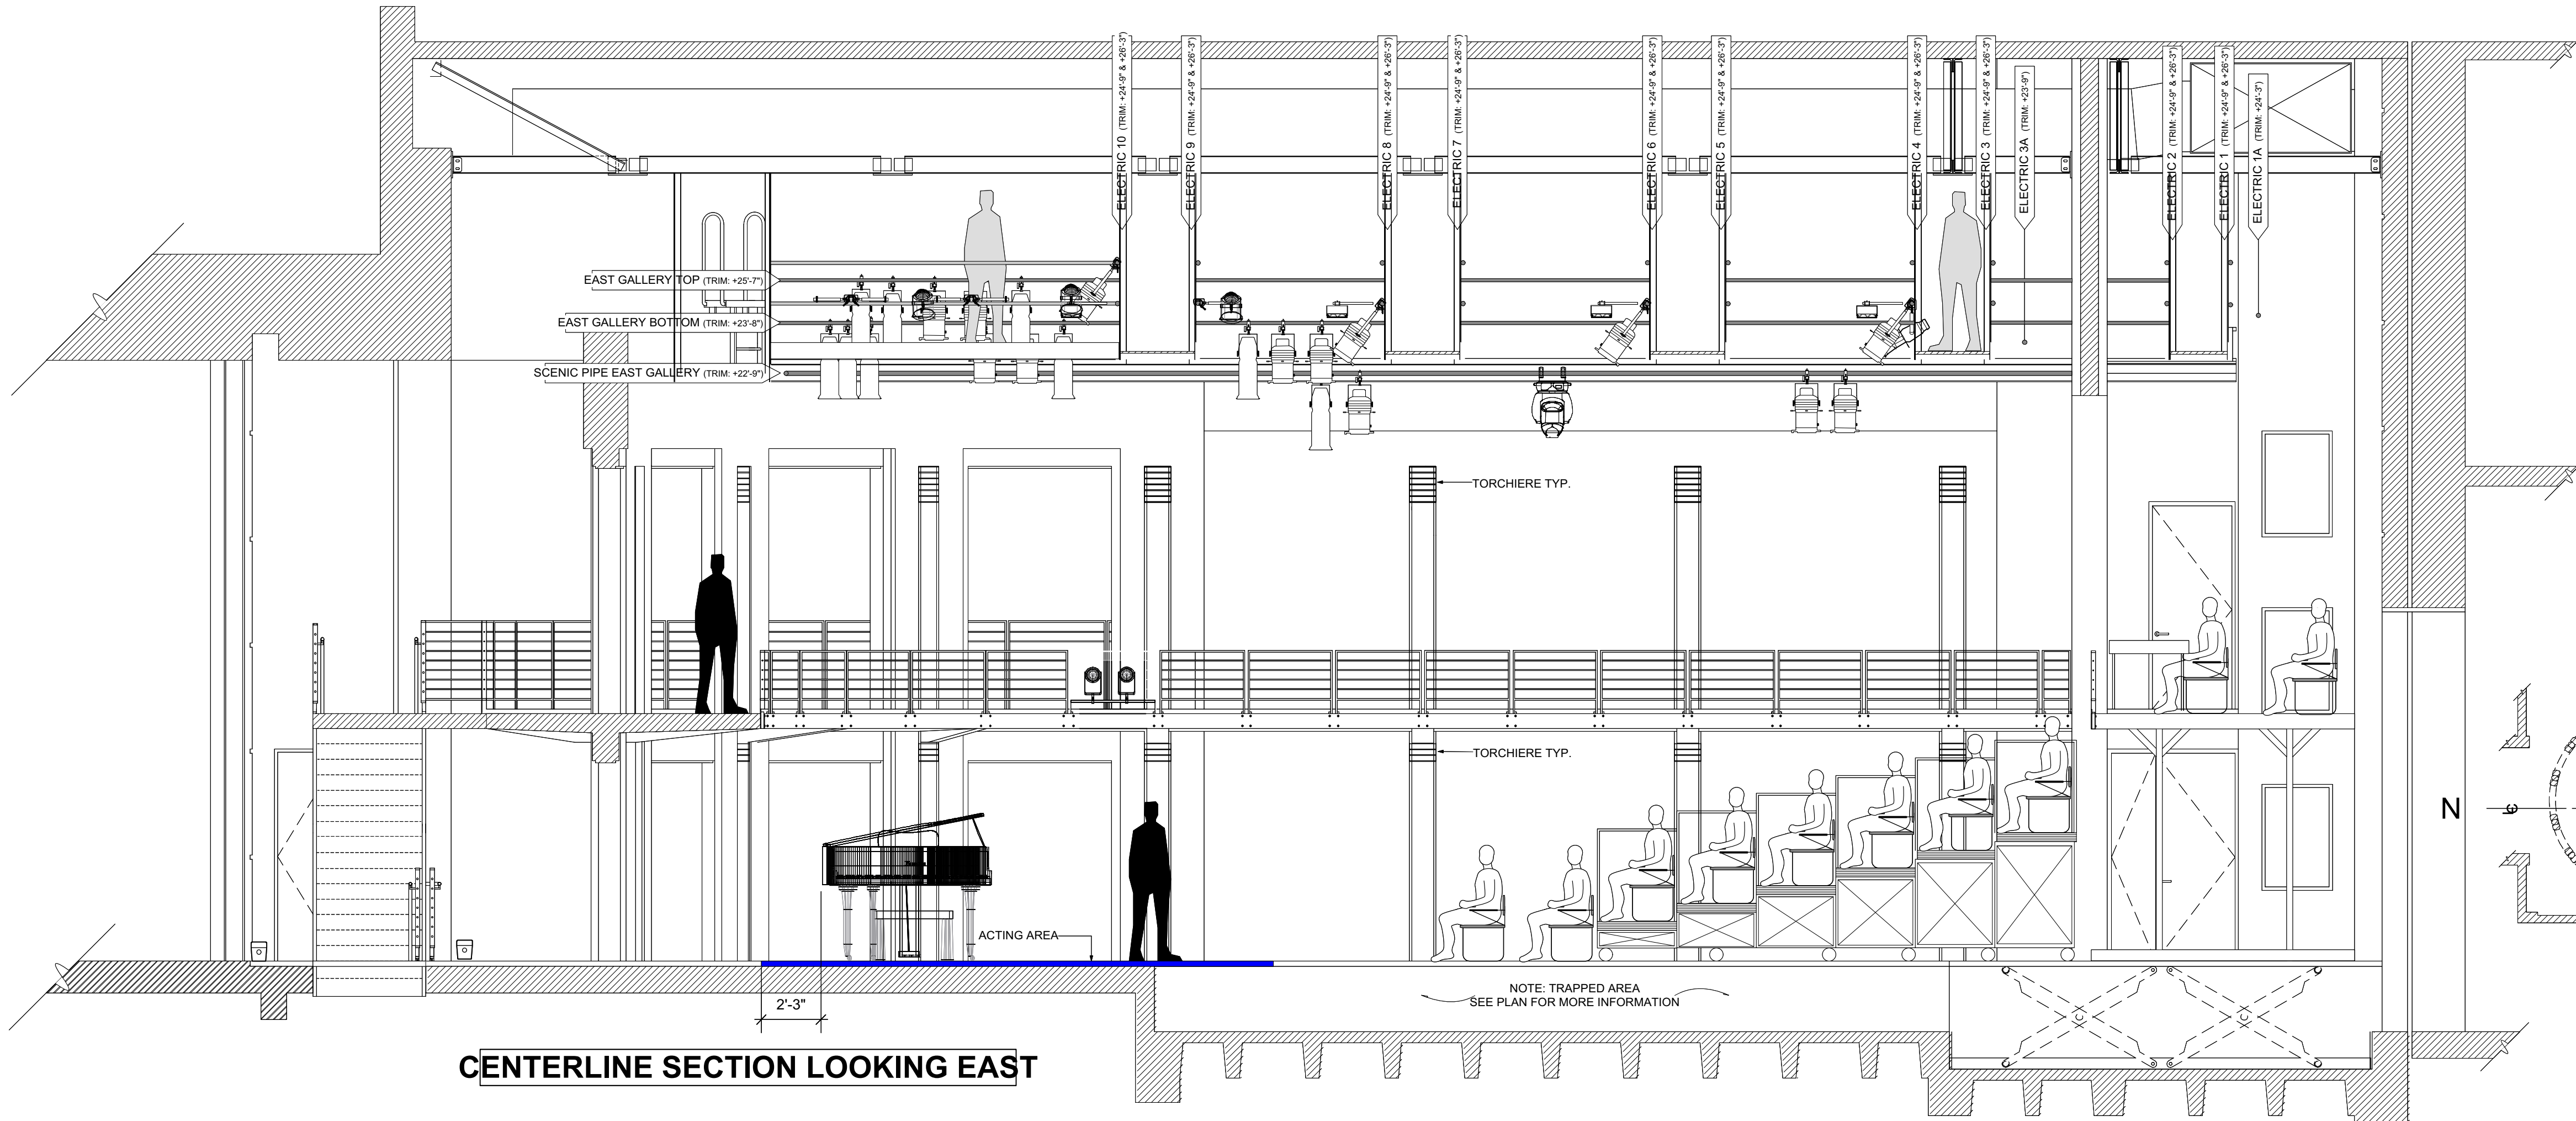 ELECTRIC 10 (TRIM: +24'-9" & +26'-3")
ELECTRIC 9 (TRIM: +24'-9" & +26'-3")
ELECTRIC 8 (TRIM: +24'-9" & +26'-3")
ELECTRIC 7 (TRIM: +24'-9" & +26'-3")
ELECTRIC 6 (TRIM: +24'-9" & +26'-3")
ELECTRIC 5 (TRIM: +24'-9" & +26'-3")
ELECTRIC 4 (TRIM: +24'-9" & +26'-3")
ELECTRIC 3 (TRIM: +24'-9" & +26'-3")
ELECTRIC 3A (TRIM: +23'-9")
ELECTRIC 2 (TRIM: +24'-9" & +26'-3")
ELECTRIC 1 (TRIM: +24'-9" & +26'-3")
ELECTRIC 1A (TRIM: +24'-3")
EAST GALLERY TOP (TRIM: +25'-7")
EAST GALLERY BOTTOM (TRIM: +23'-8")
SCENIC PIPE EAST GALLERY (TRIM: +22'-9")
TORCHIERE TYP.
TORCHIERE TYP.
N
ACTING AREA
2'-3"
NOTE: TRAPPED AREA
SEE PLAN FOR MORE INFORMATION
CENTERLINE SECTION LOOKING EAST